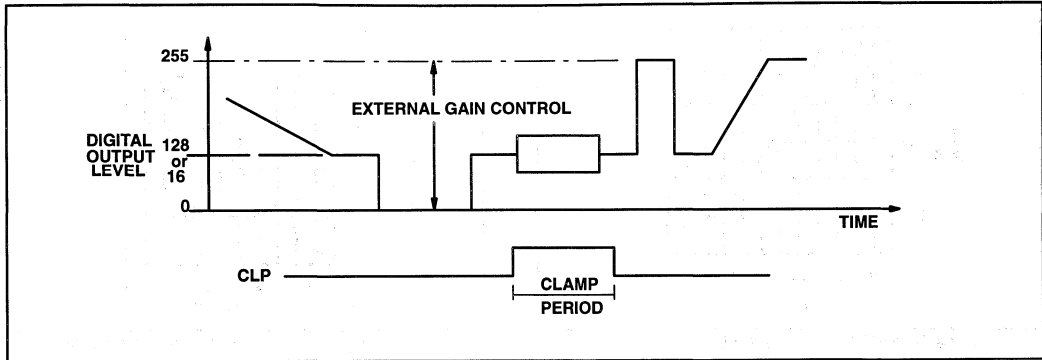 255
EXTERNAL GAIN CONTROL
DIGITAL
OUTPUT
LEVEL
128
or
16
0
TIME
CLP
CLAMP
PERIOD